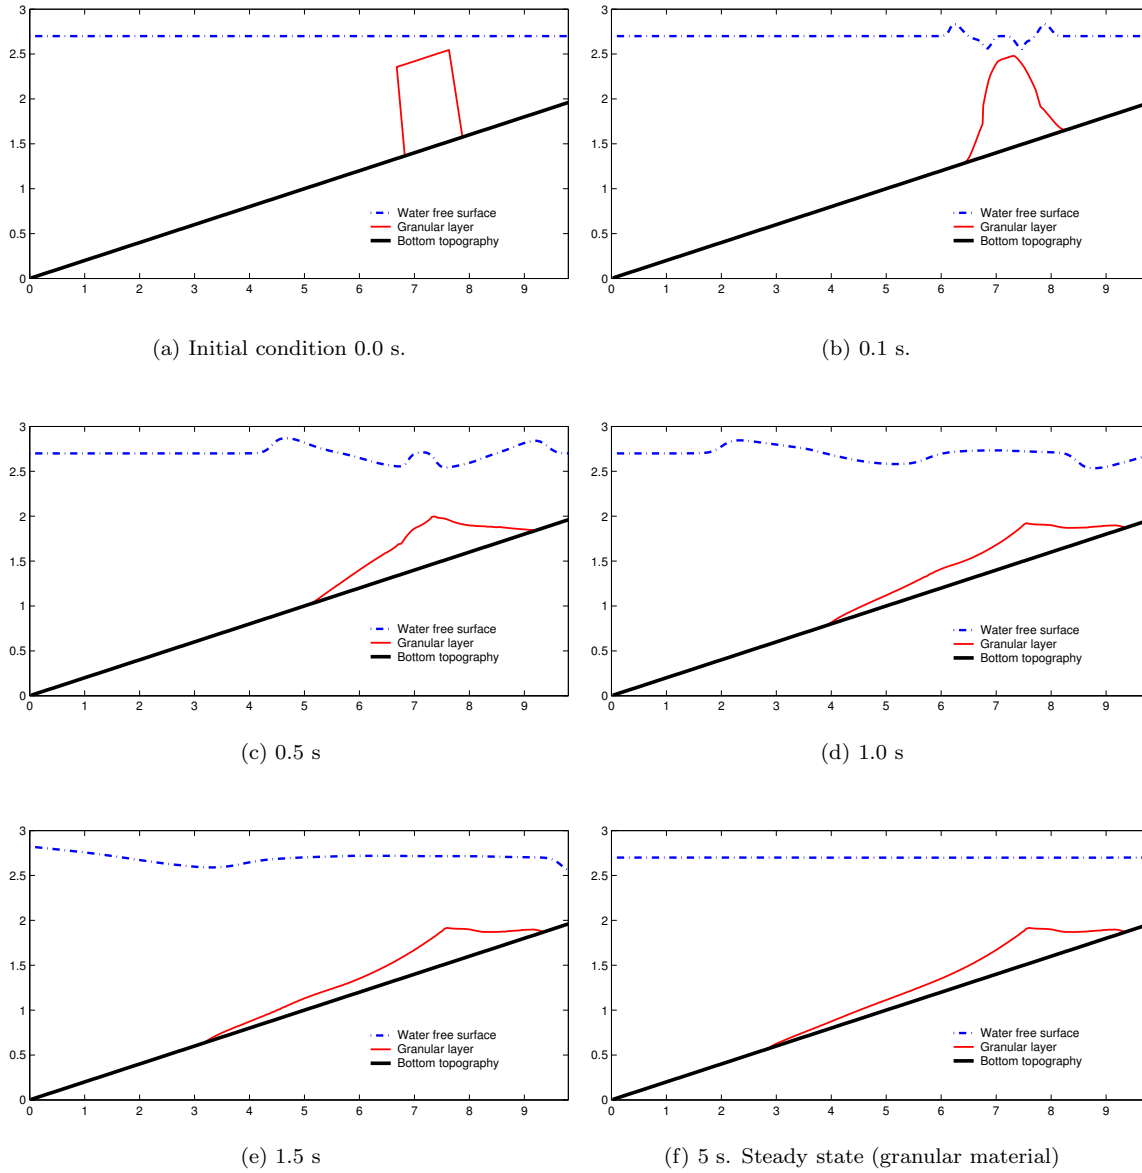 3
2.5
2
1.5
1
0.5
0
0 1 2 3 4 5 6 7 8 9
Water free surface
Granular layer
Bottom topography
(a) Initial condition 0.0 s.
3
2.5
2
1.5
1
0.5
0
0 1 2 3 4 5 6 7 8 9
Water free surface
Granular layer
Bottom topography
(b) 0.1 s.
3
2.5
2
1.5
1
0.5
0
0 1 2 3 4 5 6 7 8 9
Water free surface
Granular layer
Bottom topography
(c) 0.5 s
3
2.5
2
1.5
1
0.5
0
0 1 2 3 4 5 6 7 8 9
Water free surface
Granular layer
Bottom topography
(d) 1.0 s
3
2.5
2
1.5
1
0.5
0
0 1 2 3 4 5 6 7 8 9
Water free surface
Granular layer
Bottom topography
(e) 1.5 s
3
2.5
2
1.5
1
0.5
0
0 1 2 3 4 5 6 7 8 9
Water free surface
Granular layer
Bottom topography
(f) 5 s. Steady state (granular material)